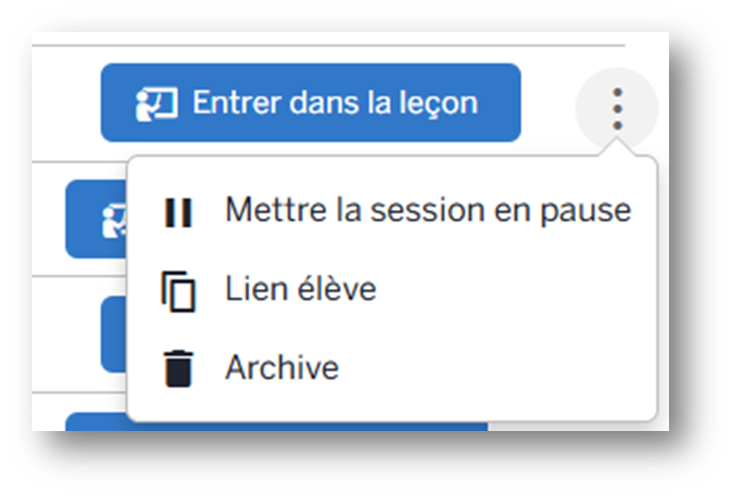 Entrer dans la leçon
Mettre la session en pause
Lien élève
Archive